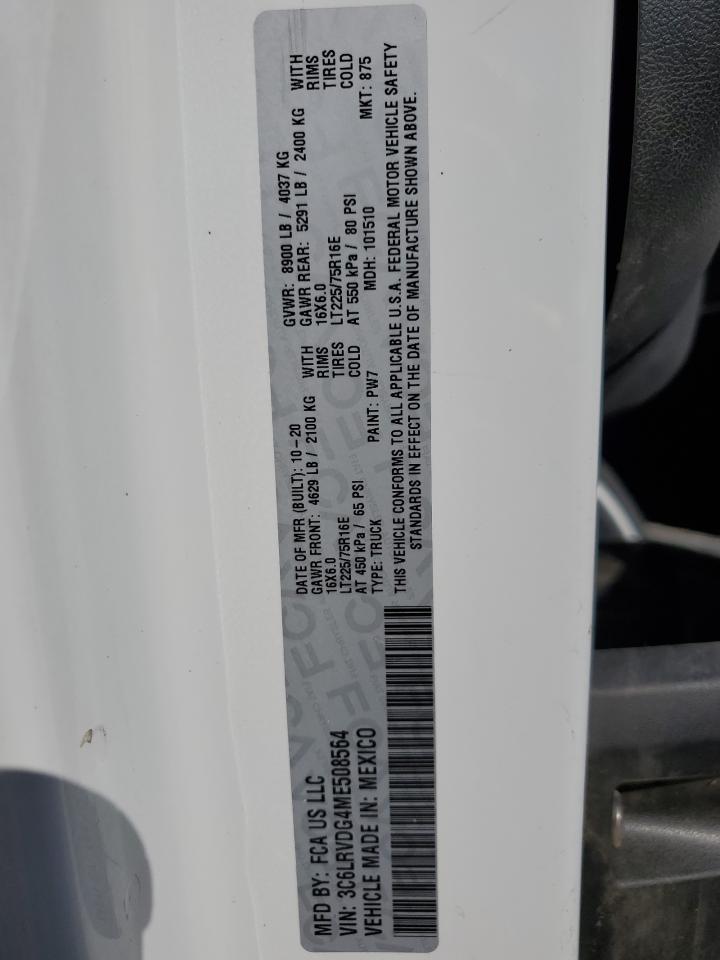 MFD BY: FCA US LLC
VIN: 3C6LRVDG4ME508564
VEHICLE MADE IN: MEXICO
DATE OF MFR (BUILT): 10-20
GAWR FRONT: 4629 LB / 2100 KG WITH
16X6.0 RIMS
LT225/75R16E TIRES
AT 450 kPa / 65 PSI COLD
TYPE: TRUCK PAINT: PW7
GVWR: 8900 LB / 4037 KG
GAWR REAR: 5291 LB / 2400 KG WITH
16X6.0 RIMS
LT225/75R16E TIRES
AT 550 kPa / 80 PSI COLD
MDH: 101510 MKT: 875
THIS VEHICLE CONFORMS TO ALL APPLICABLE U.S.A. FEDERAL MOTOR VEHICLE SAFETY
STANDARDS IN EFFECT ON THE DATE OF MANUFACTURE SHOWN ABOVE.